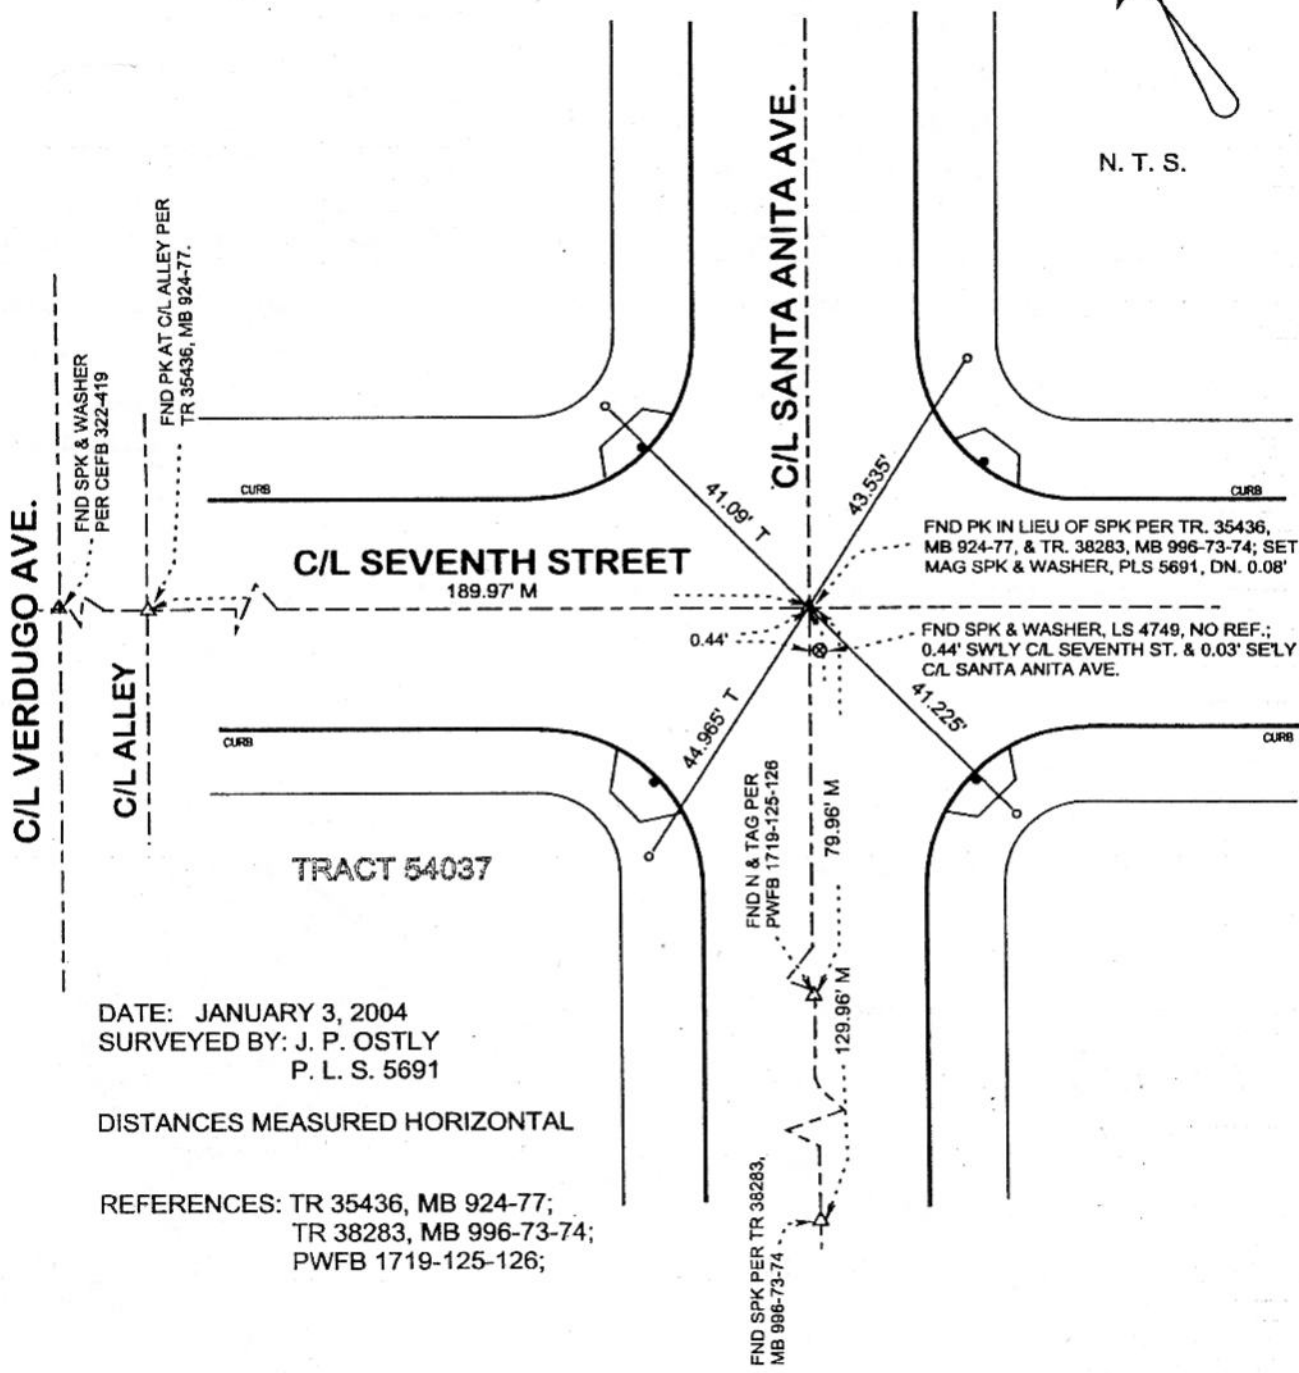 N. T. S.
C/L SANTA ANITA AVE.
FND PK AT C/L ALLEY PER
TR 35436, MB 924-77.
FND SPK & WASHER
PER CEFB 322-419
C/L VERDUGO AVE.
C/L ALLEY
CURB
CURB
41.09' T
43.535'
FND PK IN LIEU OF SPK PER TR. 35436,
MB 924-77, & TR. 38283, MB 996-73-74; SET
MAG SPK & WASHER, PLS 5691, DN. 0.08'
C/L SEVENTH STREET
189.97' M
0.44'
FND SPK & WASHER, LS 4749, NO REF.;
0.44' SW'LY C/L SEVENTH ST. & 0.03' SE'LY
C/L SANTA ANITA AVE.
44.965' T
41.225'
CURB
CURB
FND N & TAG PER
PWFB 1719-125-126
79.96' M
129.96' M
TRACT 54037
DATE: JANUARY 3, 2004
SURVEYED BY: J. P. OSTLY
P. L. S. 5691
DISTANCES MEASURED HORIZONTAL
REFERENCES: TR 35436, MB 924-77;
TR 38283, MB 996-73-74;
PWFB 1719-125-126;
FND SPK PER TR 38283,
MB 996-73-74